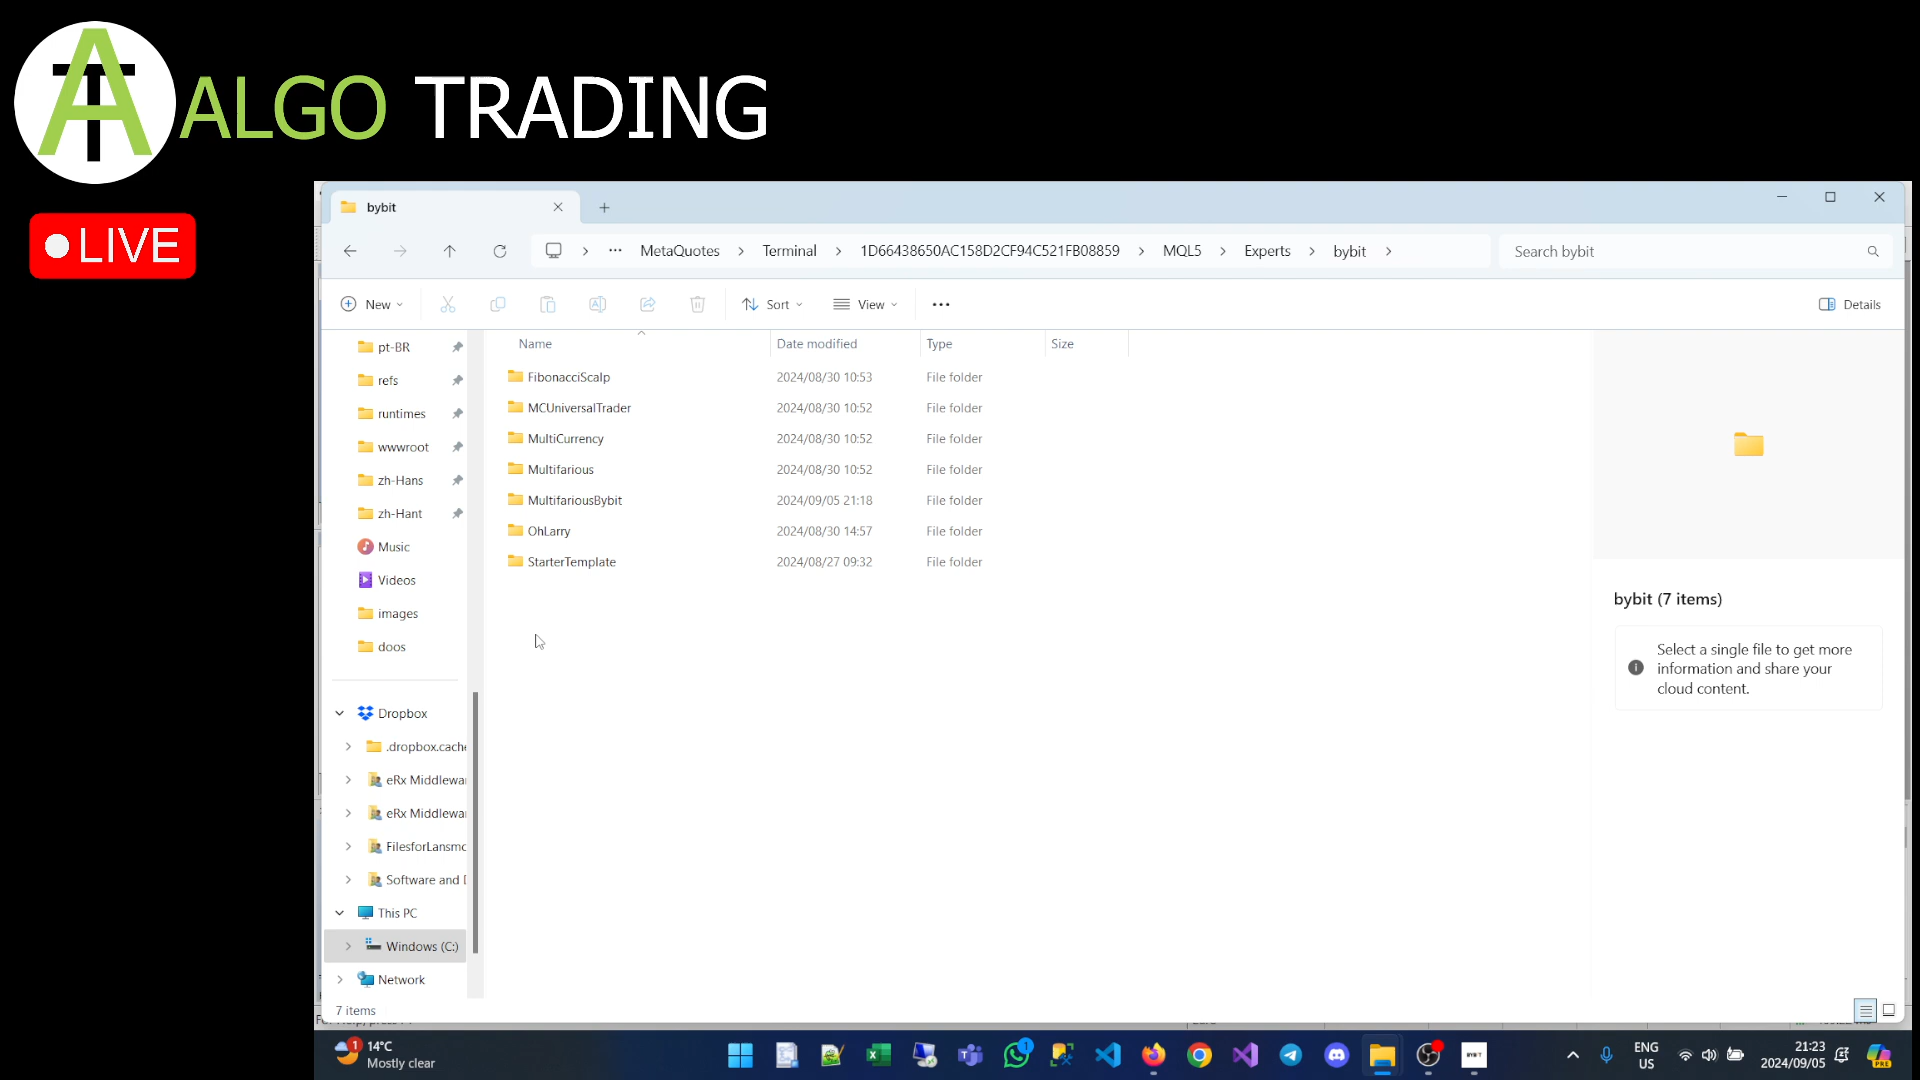 ALGO TRADING
LIVE
bybit
MetaQuotes > Terminal > 1D66438650AC158D2CF94C521FB08859 > MQL5 > Experts > bybit >
Search bybit
New
Sort
View
Details
Name Date modified Type Size
FibonacciScalp 2024/08/30 10:53 File folder
MCUniversalTrader 2024/08/30 10:52 File folder
MultiCurrency 2024/08/30 10:52 File folder
Multifarious 2024/08/30 10:52 File folder
MultifariousBybit 2024/09/05 21:18 File folder
OhLarry 2024/08/30 14:57 File folder
StarterTemplate 2024/08/27 09:32 File folder
pt-BR
refs
runtimes
wwwroot
zh-Hans
zh-Hant
Music
Videos
images
doos
Dropbox
.dropbox.cache
eRx Middlewa
eRx Middlewa
FilesforLansmo
Software and
This PC
Windows (C:)
Network
bybit (7 items)
Select a single file to get more
information and share your
cloud content.
7 items
14°C
Mostly clear
ENG
US
21:23
2024/09/05